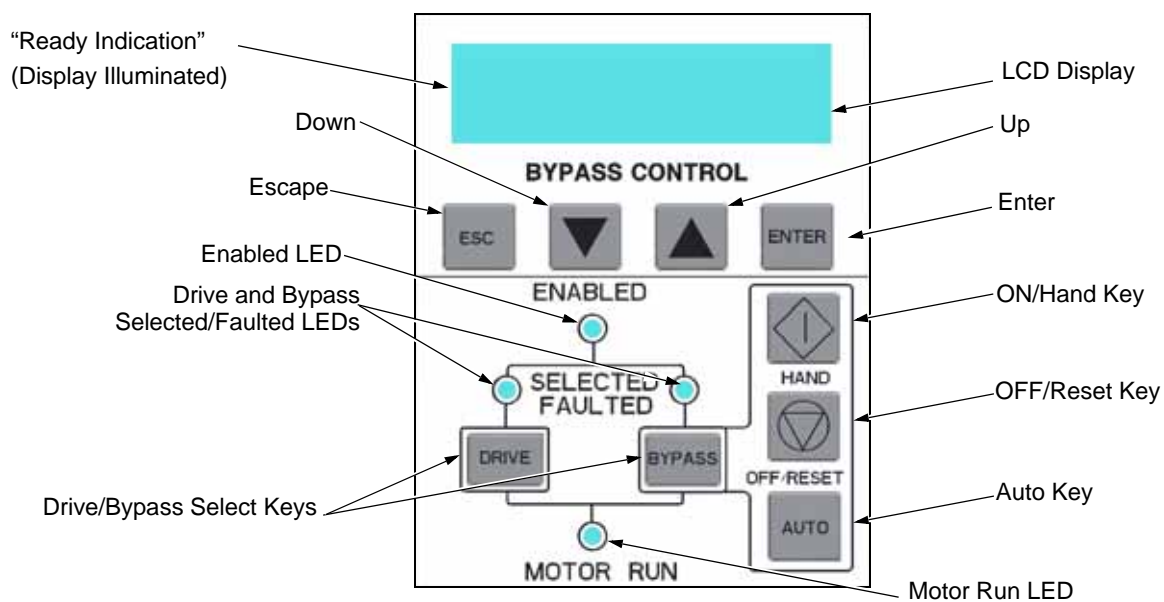 “Ready Indication”
(Display Illuminated)
LCD Display
Down
Up
BYPASS CONTROL
Escape
Enter
ESC
ENTER
Enabled LED
ENABLED
Drive and Bypass
Selected/Faulted LEDs
ON/Hand Key
SELECTED
FAULTED
HAND
OFF/Reset Key
DRIVE
BYPASS
OFF/RESET
Drive/Bypass Select Keys
Auto Key
AUTO
MOTOR RUN
Motor Run LED